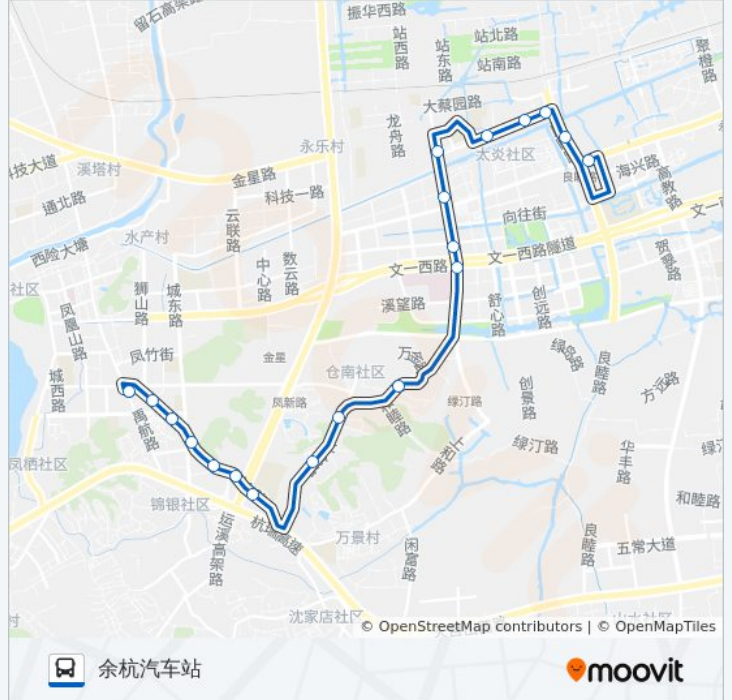 留石高架路
振华西路
站北路
站西路
站东路
站南路
聚橙路
大蔡园路
龙舟路
永乐村
太炎社区
科技大道
溪塔村
金星路
科技一路
海兴路
高教路
通北路
云联路
向往街
文一
水产村
西险大塘
数云路
中心路
文一西路隧道
文一西路
贺翠路
社区
狮山路
城东路
溪望路
舒心路
创远路
凤凰山路
凤竹街
金星
万
仓南社区
良睦路
城西路
凤新路
绿汀路
创景路
方远路
禹航路
和睦路
上和路
绿汀路
华丰路
绿汀
凤栖社区
锦银社区
和睦路
运溪高架路
杭瑞高速
万景村
闲富路
良睦路
五常大道
沈家店社区
村
© OpenStreetMap contributors | © OpenMapTiles
余杭汽车站
moovit